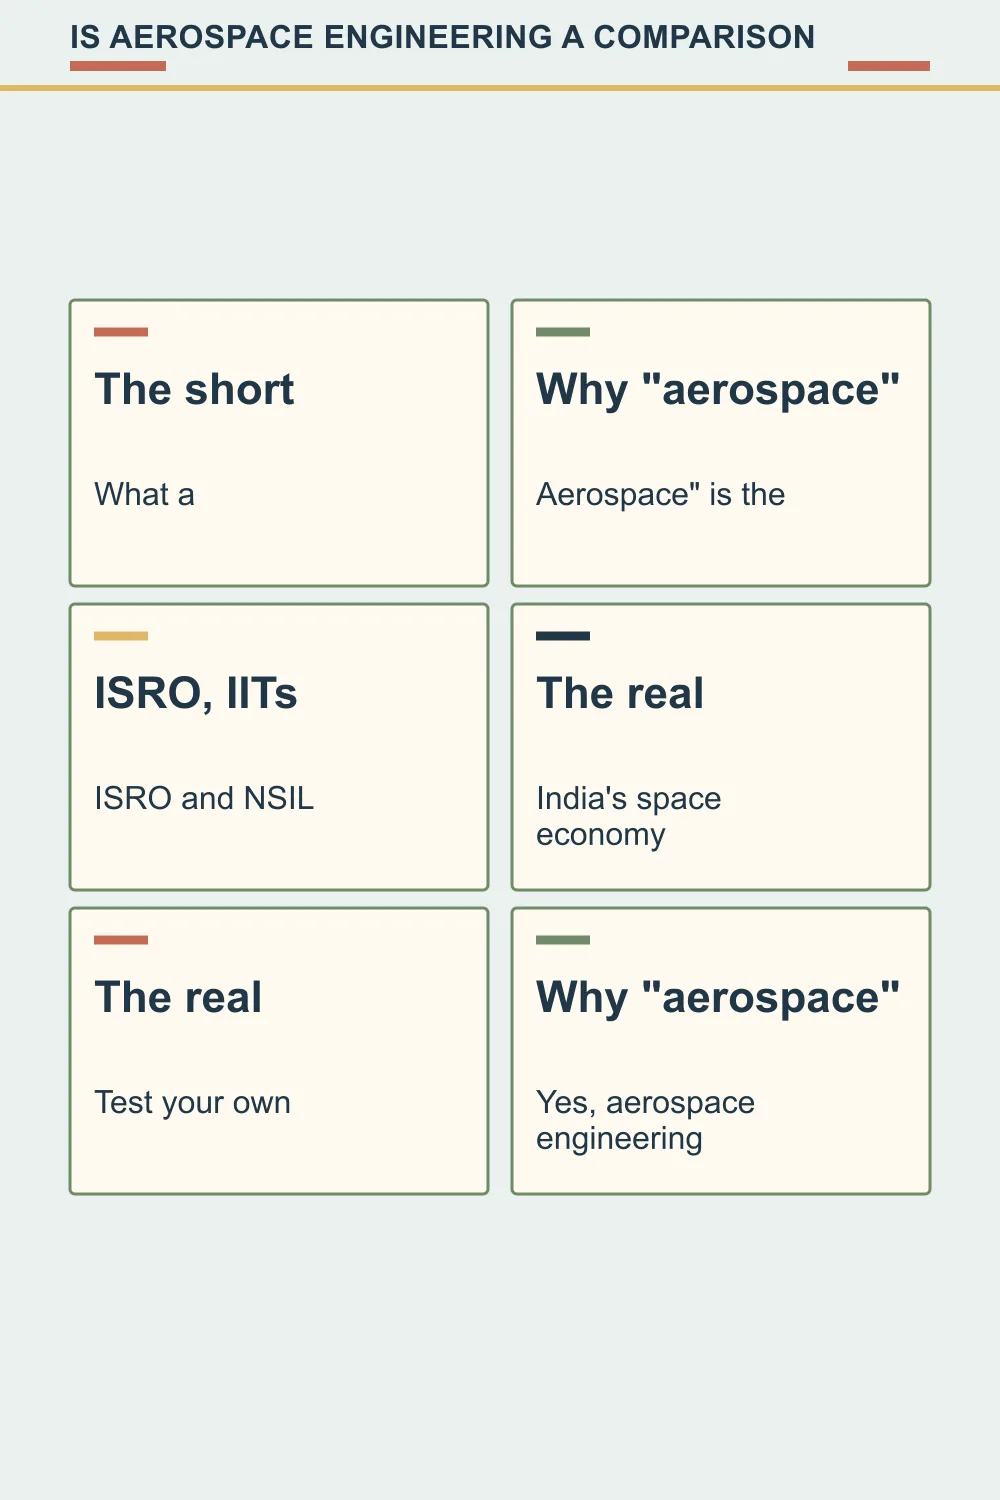 IS AEROSPACE ENGINEERING A COMPARISON
The short
What a
Why "aerospace"
Aerospace" is the
ISRO, IITs
ISRO and NSIL
The real
India's space
economy
The real
Test your own
Why "aerospace"
Yes, aerospace
engineering